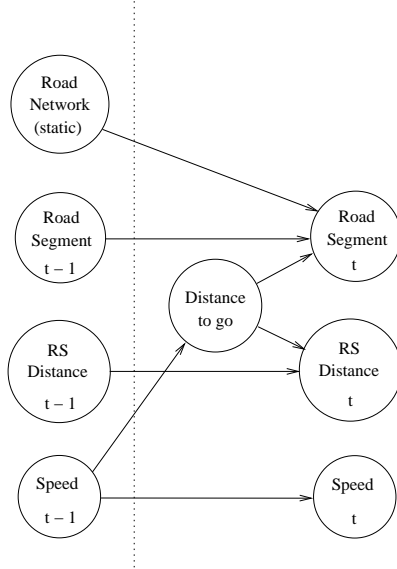 Road
Network
(static)
Road
Segment
t − 1
Road
Segment
t
Distance
to go
RS
Distance
t − 1
RS
Distance
t
Speed
t − 1
Speed
t